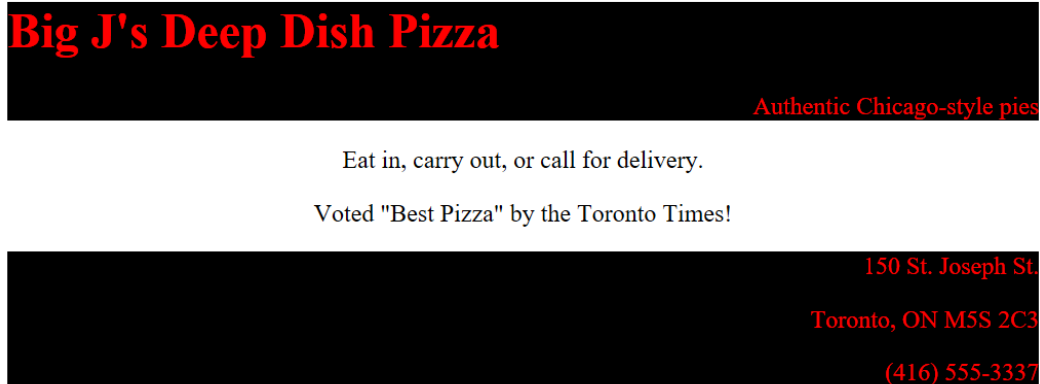 Big J's Deep Dish Pizza
Authentic Chicago-style pies
Eat in, carry out, or call for delivery.
Voted "Best Pizza" by the Toronto Times!
150 St. Joseph St.
Toronto, ON M5S 2C3
(416) 555-3337